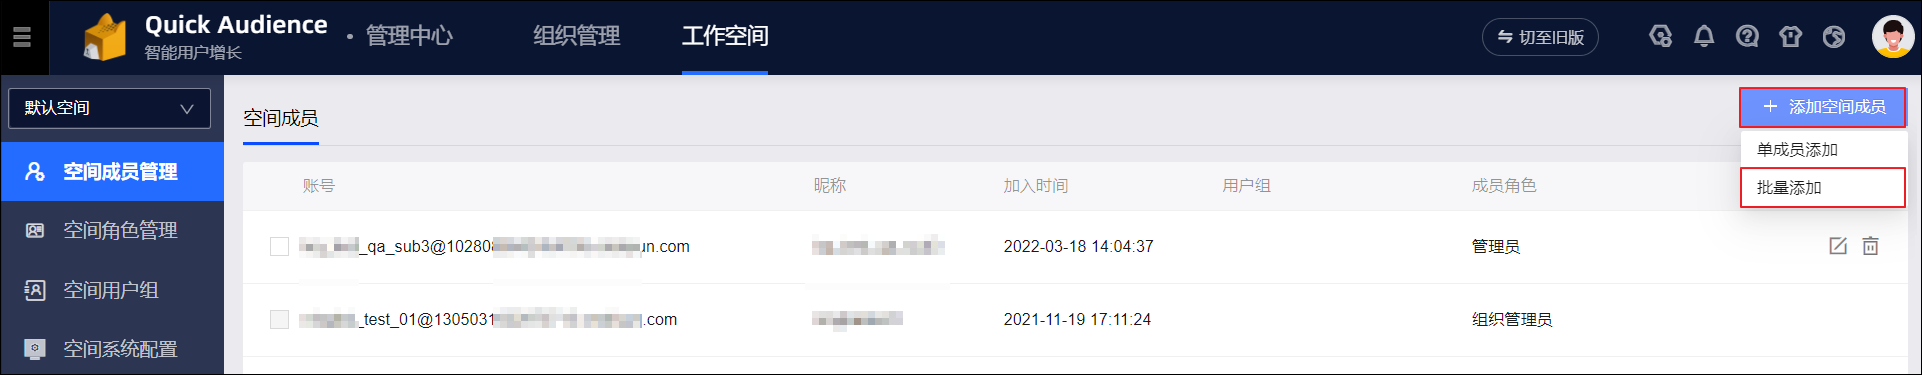 Quick Audience
智能用户增长
管理中心
组织管理
工作空间
切至旧版
默认空间
空间成员管理
空间角色管理
空间用户组
空间系统配置
空间成员
添加空间成员
单成员添加
批量添加
账号 昵称 加入时间 用户组 成员角色
_qa_sub3@10280 un.com 2022-03-18 14:04:37 管理员
_test_01@1305031 .com 2021-11-19 17:11:24 组织管理员